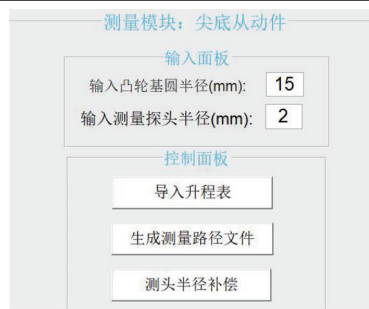 测量模块：尖底从动件
输入面板
输入凸轮基圆半径(mm): 15
输入测量探头半径(mm): 2
控制面板
导入升程表
生成测量路径文件
测头半径补偿